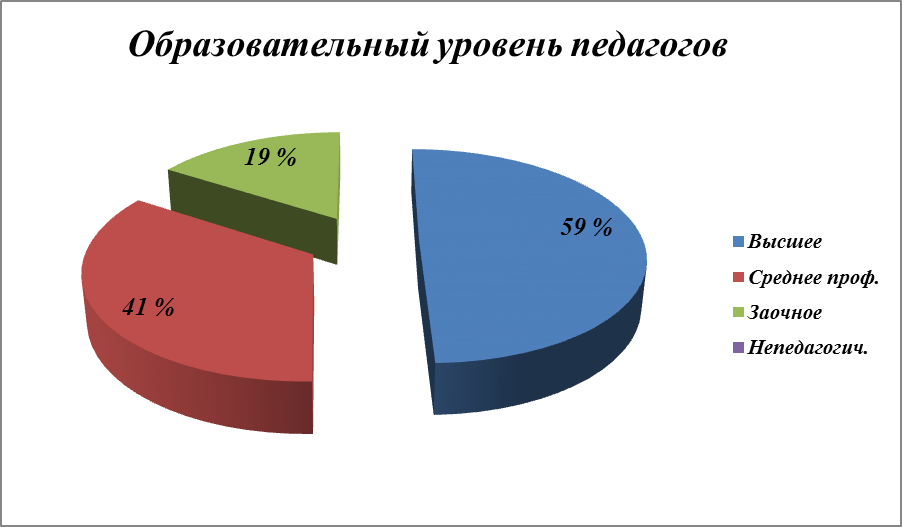 Образовательный уровень педагогов
19 %
59 %
41 %
Высшее
Среднее проф.
Заочное
Непедагогич.